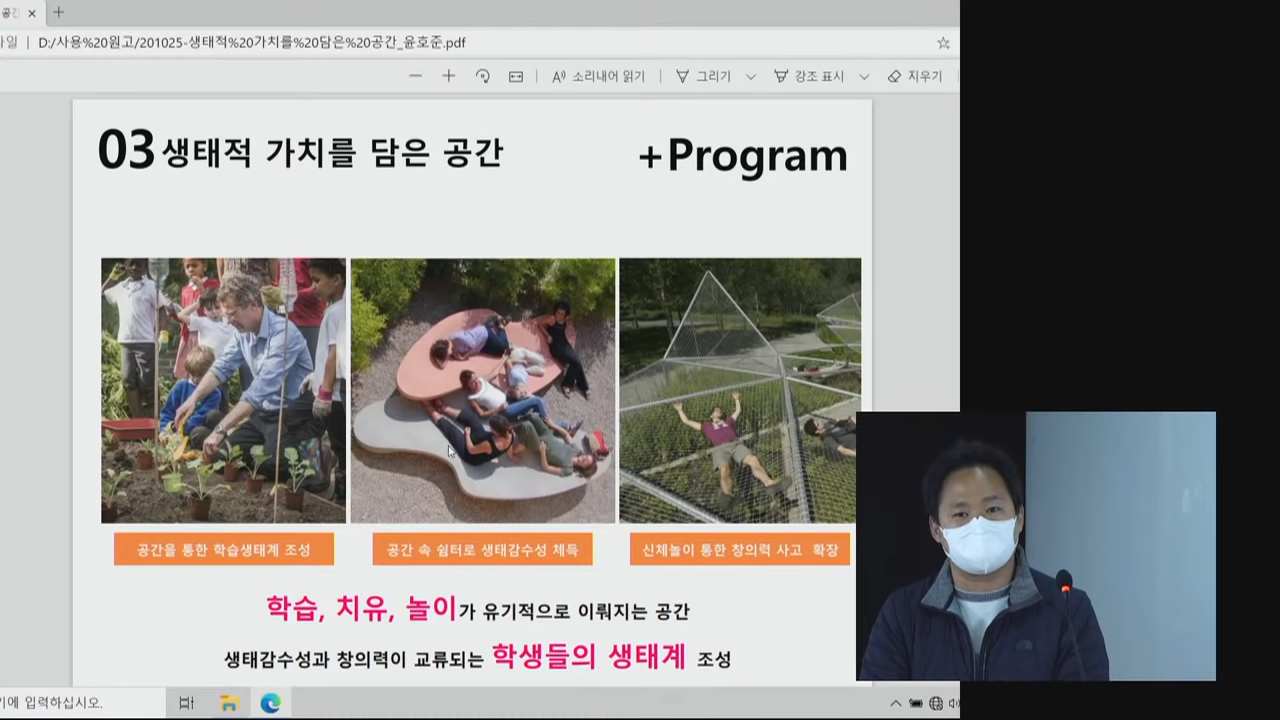 공간
D:/사용%20원고/201025-생태적%20가치를%20담은%20공간_윤호준.pdf
소리내어 읽기
그리기
강조 표시
지우기
03 생태적 가치를 담은 공간
+Program
공간을 통한 학습생태계 조성
공간 속 쉼터로 생태감수성 체득
신체놀이 통한 창의력 사고 확장
학습, 치유, 놀이가 유기적으로 이뤄지는 공간
생태감수성과 창의력이 교류되는 학생들의 생태계 조성
입력하십시오.